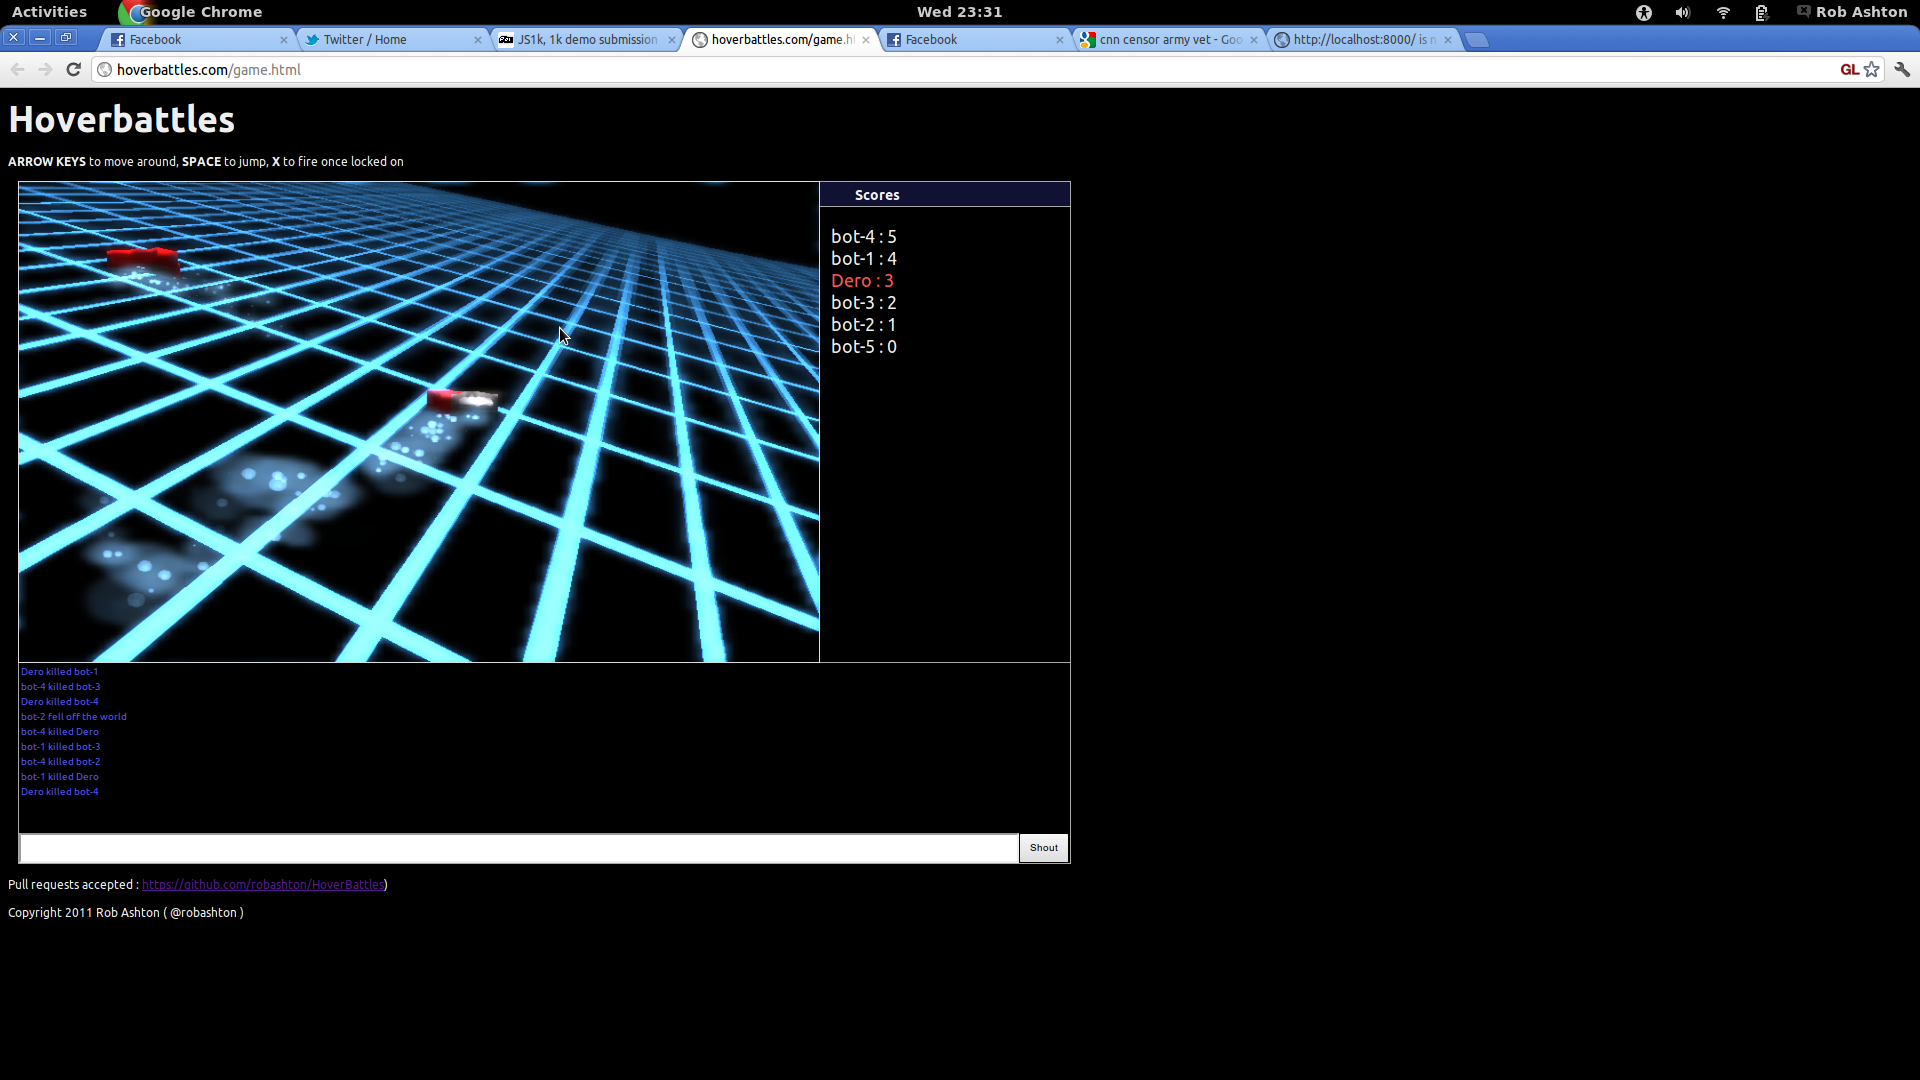 Activities
Google Chrome
Wed 23:31
Rob Ashton
Facebook
Twitter / Home
JS1k, 1k demo submission
hoverbattles.com/game.h
Facebook
cnn censor army vet - Goo
http://localhost:8000/ is n
hoverbattles.com/game.html
GL
Hoverbattles
ARROW KEYS to move around, SPACE to jump, X to fire once locked on
Scores
bot-4 : 5
bot-1 : 4
Dero : 3
bot-3 : 2
bot-2 : 1
bot-5 : 0
Dero killed bot-1
bot-4 killed bot-3
Dero killed bot-4
bot-2 fell off the world
bot-4 killed Dero
bot-1 killed bot-3
bot-4 killed bot-2
bot-1 killed Dero
Dero killed bot-4
Shout
Pull requests accepted : https://github.com/robashton/HoverBattles)
Copyright 2011 Rob Ashton ( @robashton )